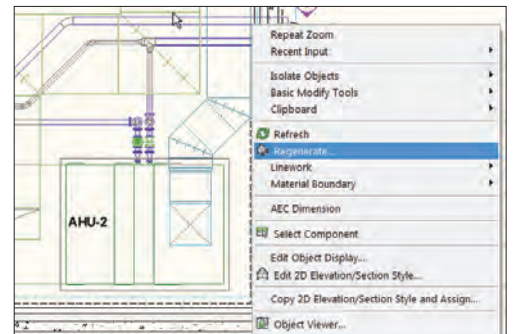 Repeat Zoom
Recent Input
Isolate Objects
Basic Modify Tools
Clipboard
Refresh
Regenerate...
Linework
Material Boundary
AEC Dimension
Select Component
Edit Object Display...
Edit 2D Elevation/Section Style...
Copy 2D Elevation/Section Style and Assign...
Object Viewer...
AHU-2